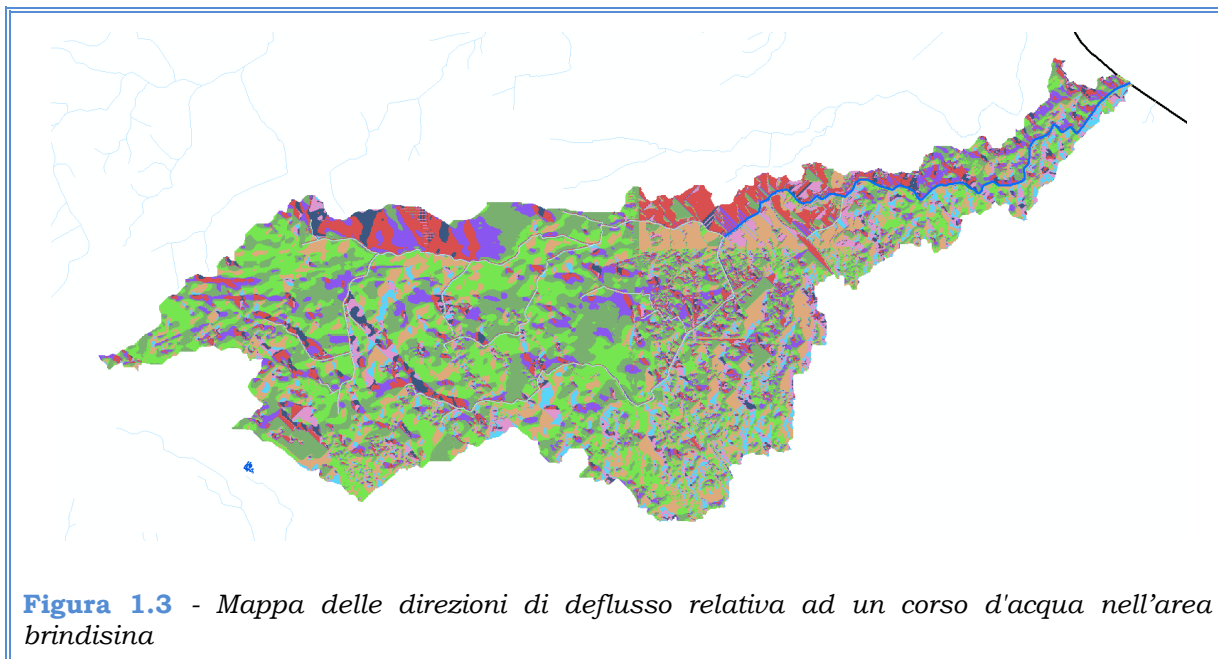 Figura 1.3 - Mappa delle direzioni di deflusso relativa ad un corso d'acqua nell’area
brindisina